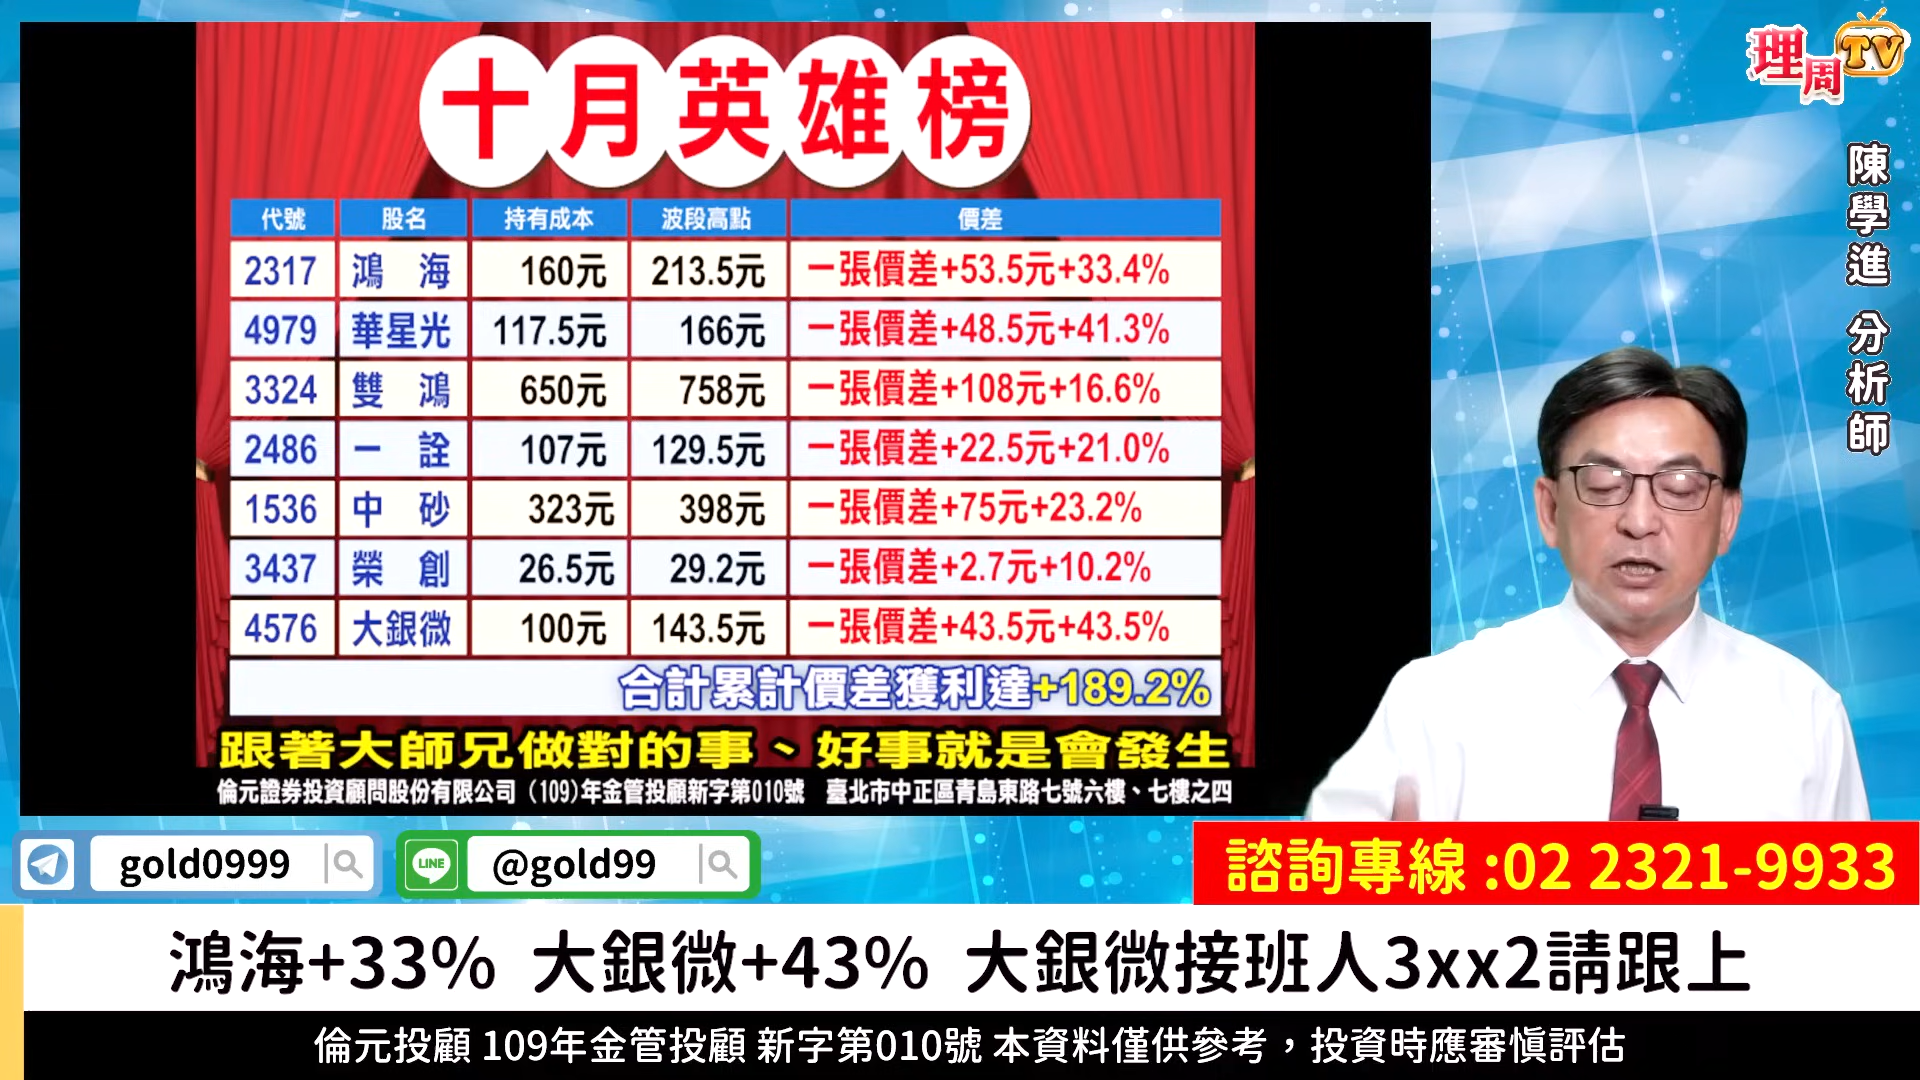 十月英雄榜
理周TV
陳學進 分析師
代號 股名 持有成本 波段高點 價差
2317 鴻海 160元 213.5元 一張價差+53.5元+33.4%
4979 華星光 117.5元 166元 一張價差+48.5元+41.3%
3324 雙鴻 650元 758元 一張價差+108元+16.6%
2486 一詮 107元 129.5元 一張價差+22.5元+21.0%
1536 中砂 323元 398元 一張價差+75元+23.2%
3437 榮創 26.5元 29.2元 一張價差+2.7元+10.2%
4576 大銀微 100元 143.5元 一張價差+43.5元+43.5%
合計累計價差獲利達+189.2%
跟著大師兄做對的事、好事就是會發生
倫元證券投資顧問股份有限公司（109)年金管投顧新字第010號 臺北市中正區青島東路七號六樓、七樓之四
gold0999
LINE @gold99
諮詢專線:02 2321-9933
鴻海+33% 大銀微+43% 大銀微接班人3xx2請跟上
倫元投顧 109年金管投顧 新字第010號 本資料僅供參考，投資時應審慎評估